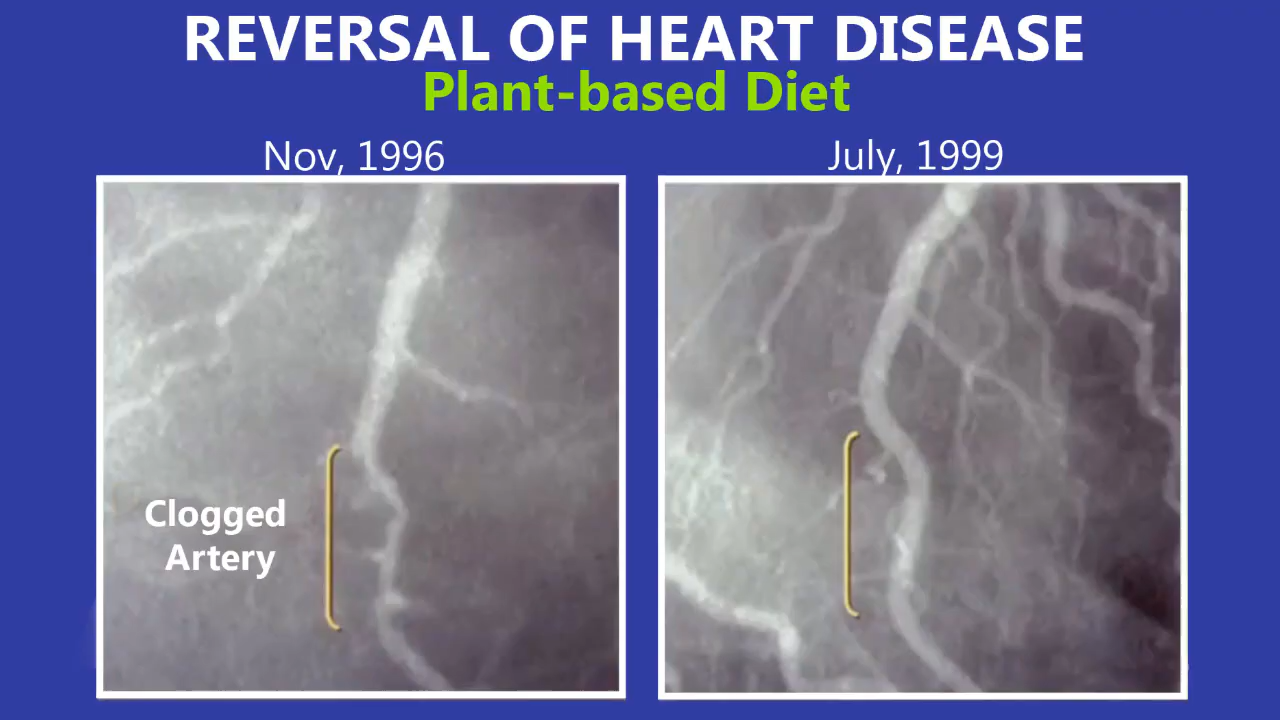 REVERSAL OF HEART DISEASE
Plant-based Diet
Nov, 1996
July, 1999
Clogged
Artery